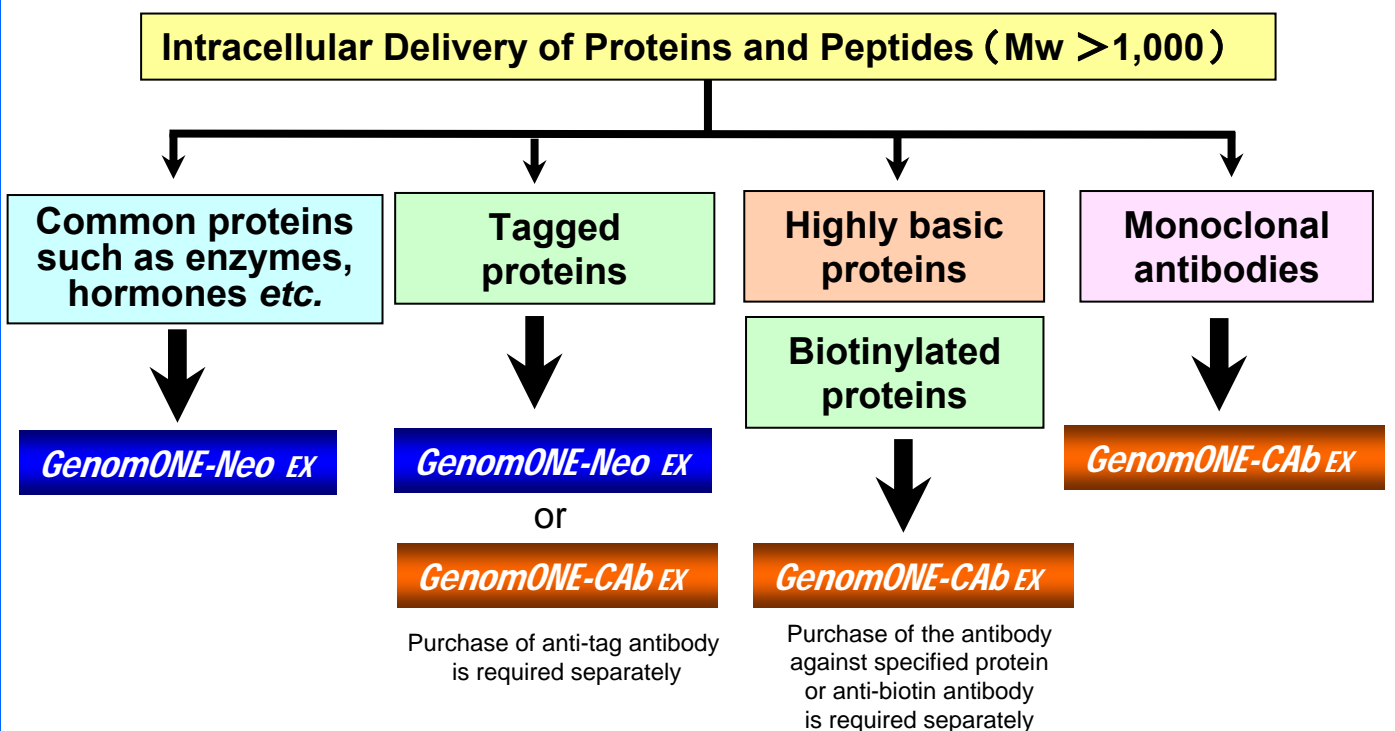 Intracellular Delivery of Proteins and Peptides（Mw ＞1,000）
Common proteins
such as enzymes,
hormones etc.
GenomONE-Neo EX
Tagged
proteins
GenomONE-Neo EX
or
GenomONE-CAb EX
Purchase of anti-tag antibody
is required separately
Highly basic
proteins
Biotinylated
proteins
GenomONE-CAb EX
Purchase of the antibody
against specified protein
or anti-biotin antibody
is required separately
Monoclonal
antibodies
GenomONE-CAb EX